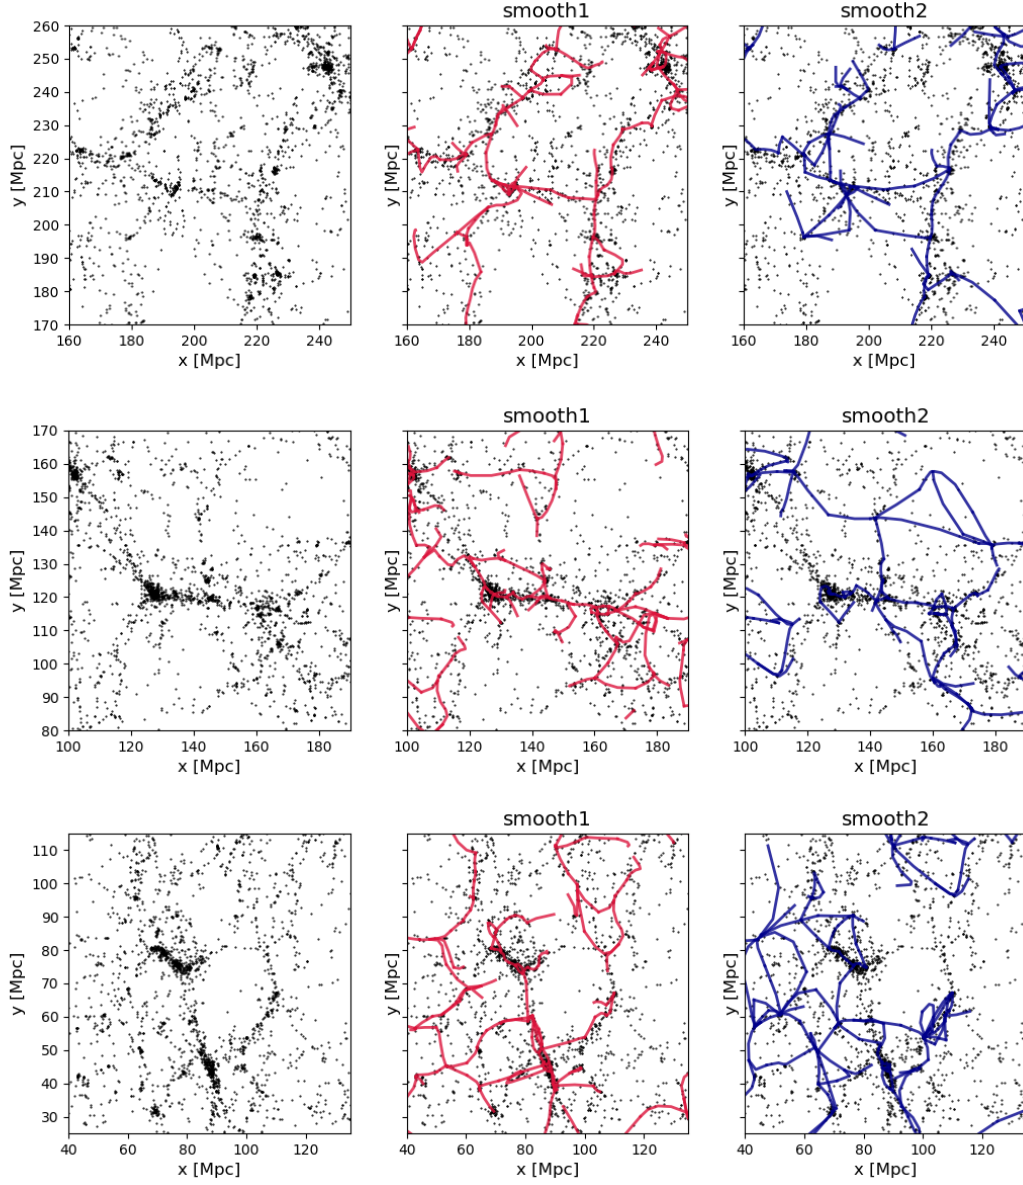 smooth1
smooth2
260
250
240
230
220
210
200
190
180
170
y [Mpc]
y [Mpc]
y [Mpc]
160 180 200 220 240
160 180 200 220 240
160 180 200 220 240
x [Mpc]
x [Mpc]
x [Mpc]
smooth1
smooth2
170
160
150
140
130
120
110
100
90
80
y [Mpc]
y [Mpc]
y [Mpc]
100 120 140 160 180
100 120 140 160 180
100 120 140 160 180
x [Mpc]
x [Mpc]
x [Mpc]
smooth1
smooth2
110
100
90
80
70
60
50
40
30
y [Mpc]
y [Mpc]
y [Mpc]
40 60 80 100 120
40 60 80 100 120
40 60 80 100 120
x [Mpc]
x [Mpc]
x [Mpc]